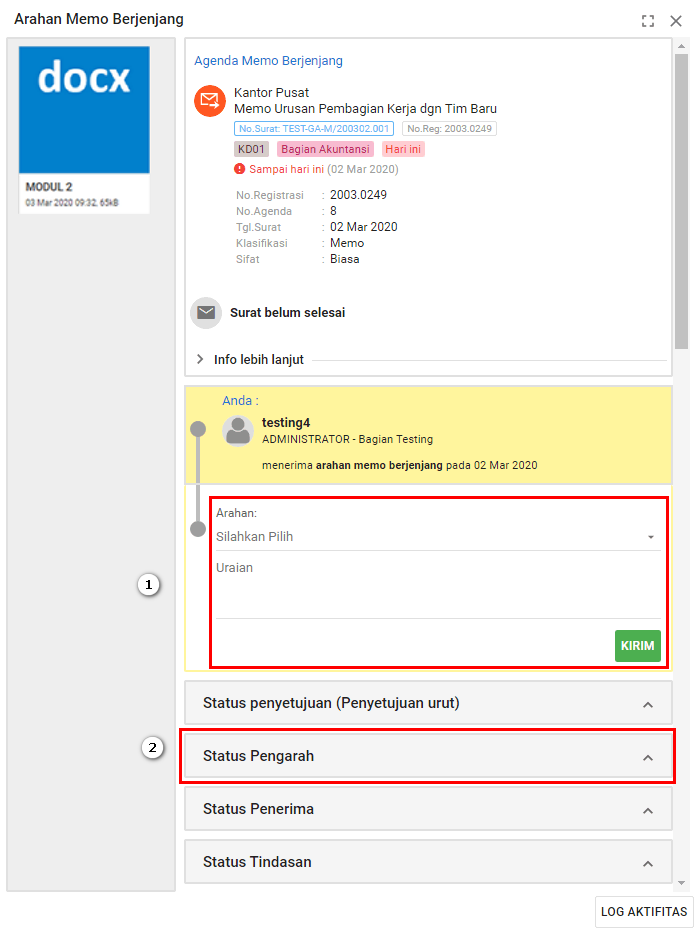 Arahan Memo Berjenjang
docx
MODUL 2
03 Mar 2020 09:32, 65kB
Agenda Memo Berjenjang
Kantor Pusat
Memo Urusan Pembagian Kerja dgn Tim Baru
No.Surat: TEST-GA-M/200302.001 No.Reg: 2003.0249
KD01 Bagian Akuntansi Hari ini
Sampai hari ini (02 Mar 2020)
No.Registrasi : 2003.0249
No.Agenda : 8
Tgl.Surat : 02 Mar 2020
Klasifikasi : Memo
Sifat : Biasa
Surat belum selesai
Info lebih lanjut
Anda :
testing4
ADMINISTRATOR - Bagian Testing
menerima arahan memo berjenjang pada 02 Mar 2020
Arahan:
Silahkan Pilih
1
Uraian
KIRIM
Status penyetujuan (Penyetujuan urut)
2
Status Pengarah
Status Penerima
Status Tindasan
LOG AKTIFITAS